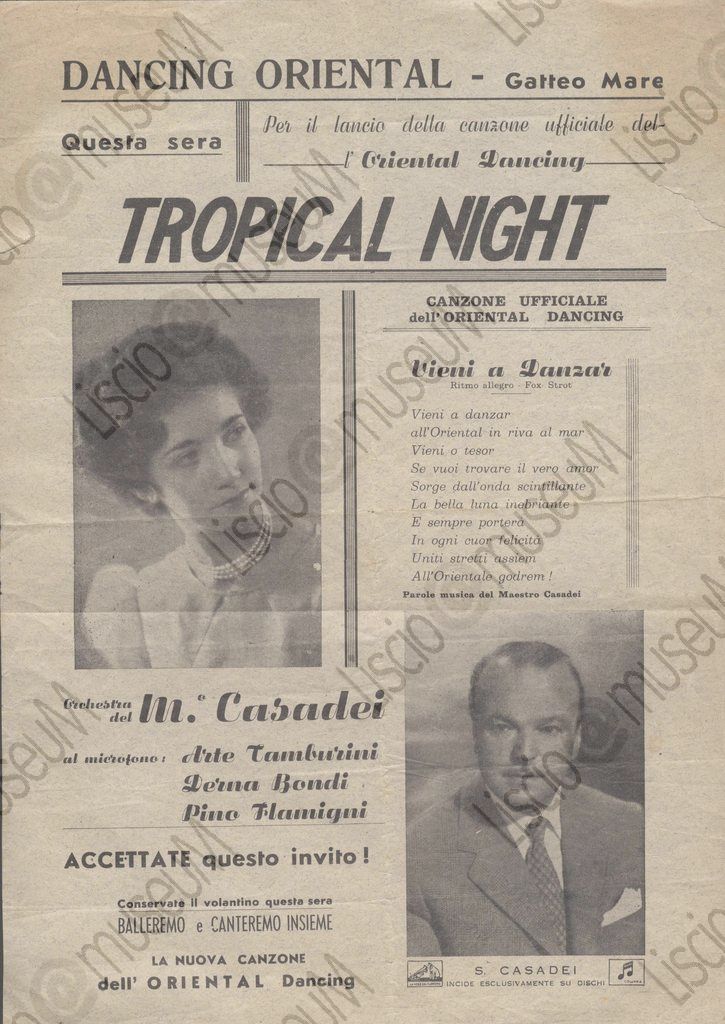 DANCING ORIENTAL - Gatteo Mare
Questa sera
Per il lancio della canzone ufficiale del-
l'Oriental Dancing
TROPICAL NIGHT
CANZONE UFFICIALE
dell'ORIENTAL DANCING
Vieni a Danzar
Ritmo allegro - Fox Strot
Vieni a danzar
all'Oriental in riva al mar
Vieni o tesor
Se vuoi trovare il vero amor
Sorge dall'onda scintillante
La bella luna inebriante
E sempre porterà
In ogni cuor felicità
Uniti stretti assiem
All'Orientale godrem !
Parole musica del Maestro Casadei
Orchestra
del M.º Casadei
al microfono : Arte Tamburini
Derna Bondi
Pino Flamigni
ACCETTATE questo invito !
Conservate il volantino questa sera
BALLEREMO e CANTEREMO INSIEME
LA NUOVA CANZONE
dell' ORIENTAL Dancing
S. CASADEI
INCIDE ESCLUSIVAMENTE SU DISCHI
Liscio@museuM